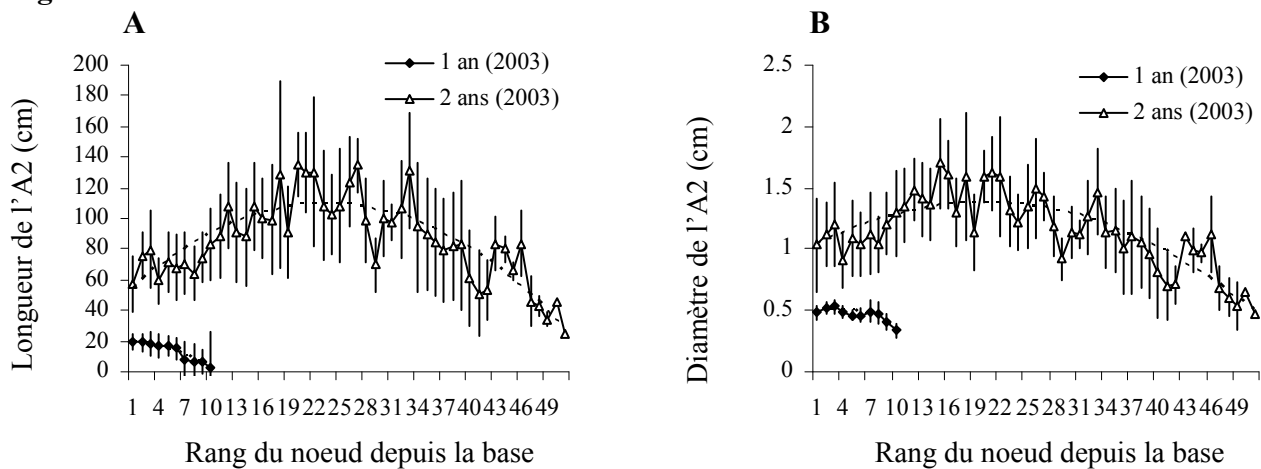 A
1 an (2003)
2 ans (2003)
Longueur de l’A2 (cm)
200
180
160
140
120
100
80
60
40
20
0
1 4 7 10 13 16 19 22 25 28 31 34 37 40 43 46 49
Rang du noeud depuis la base
B
1 an (2003)
2 ans (2003)
Diamètre de l’A2 (cm)
2.5
2
1.5
1
0.5
0
1 4 7 10 13 16 19 22 25 28 31 34 37 40 43 46 49
Rang du noeud depuis la base